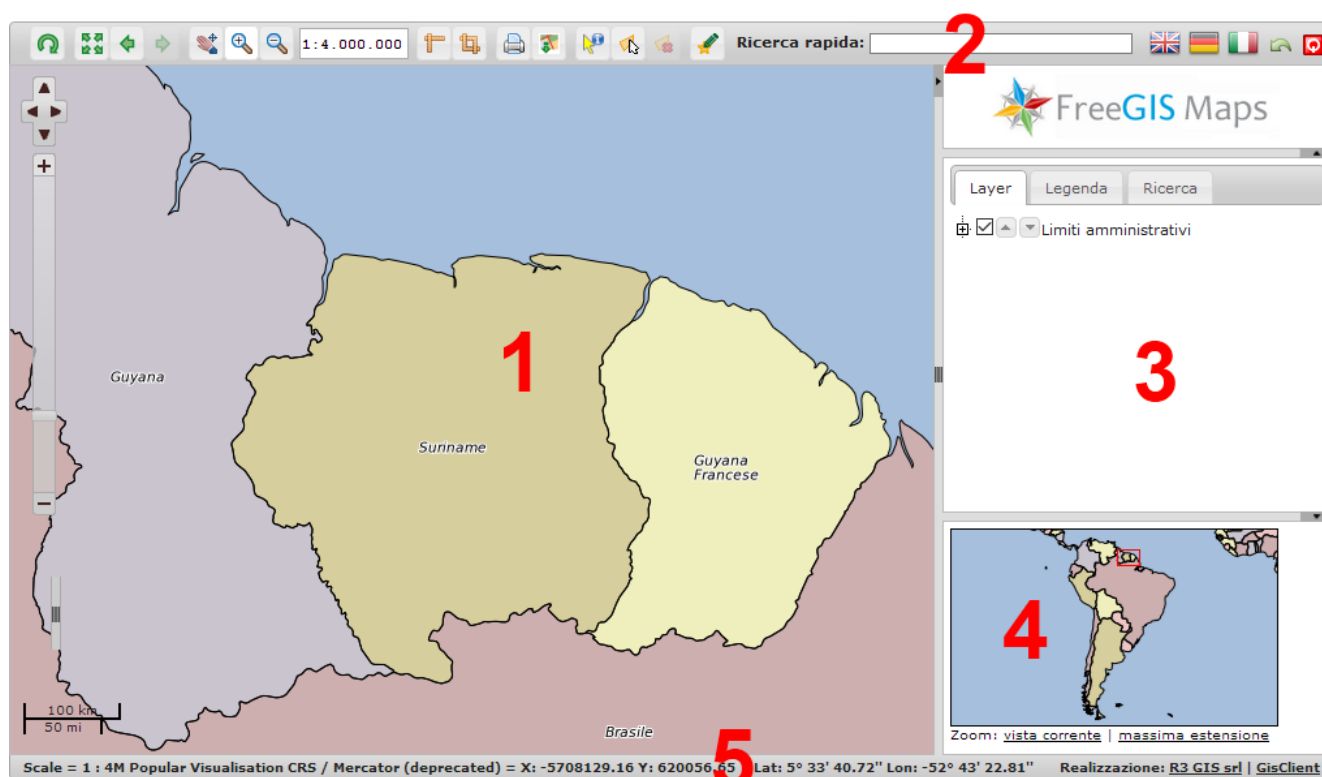 1:4.000.000 Ricerca rapida:
2
FreeGIS Maps
Layer Legenda Ricerca
Limiti amministrativi
3
1
Guyana
Suriname
Guyana
Francese
Brasile
100 km
50 mi
4
Zoom: vista corrente | massima estensione
5
Scale = 1 : 4M Popular Visualisation CRS / Mercator (deprecated) = X: -5708129.16 Y: 620056.65 Lat: 5° 33' 40.72" Lon: -52° 43' 22.81" Realizzazione: R3 GIS srl | GisClient